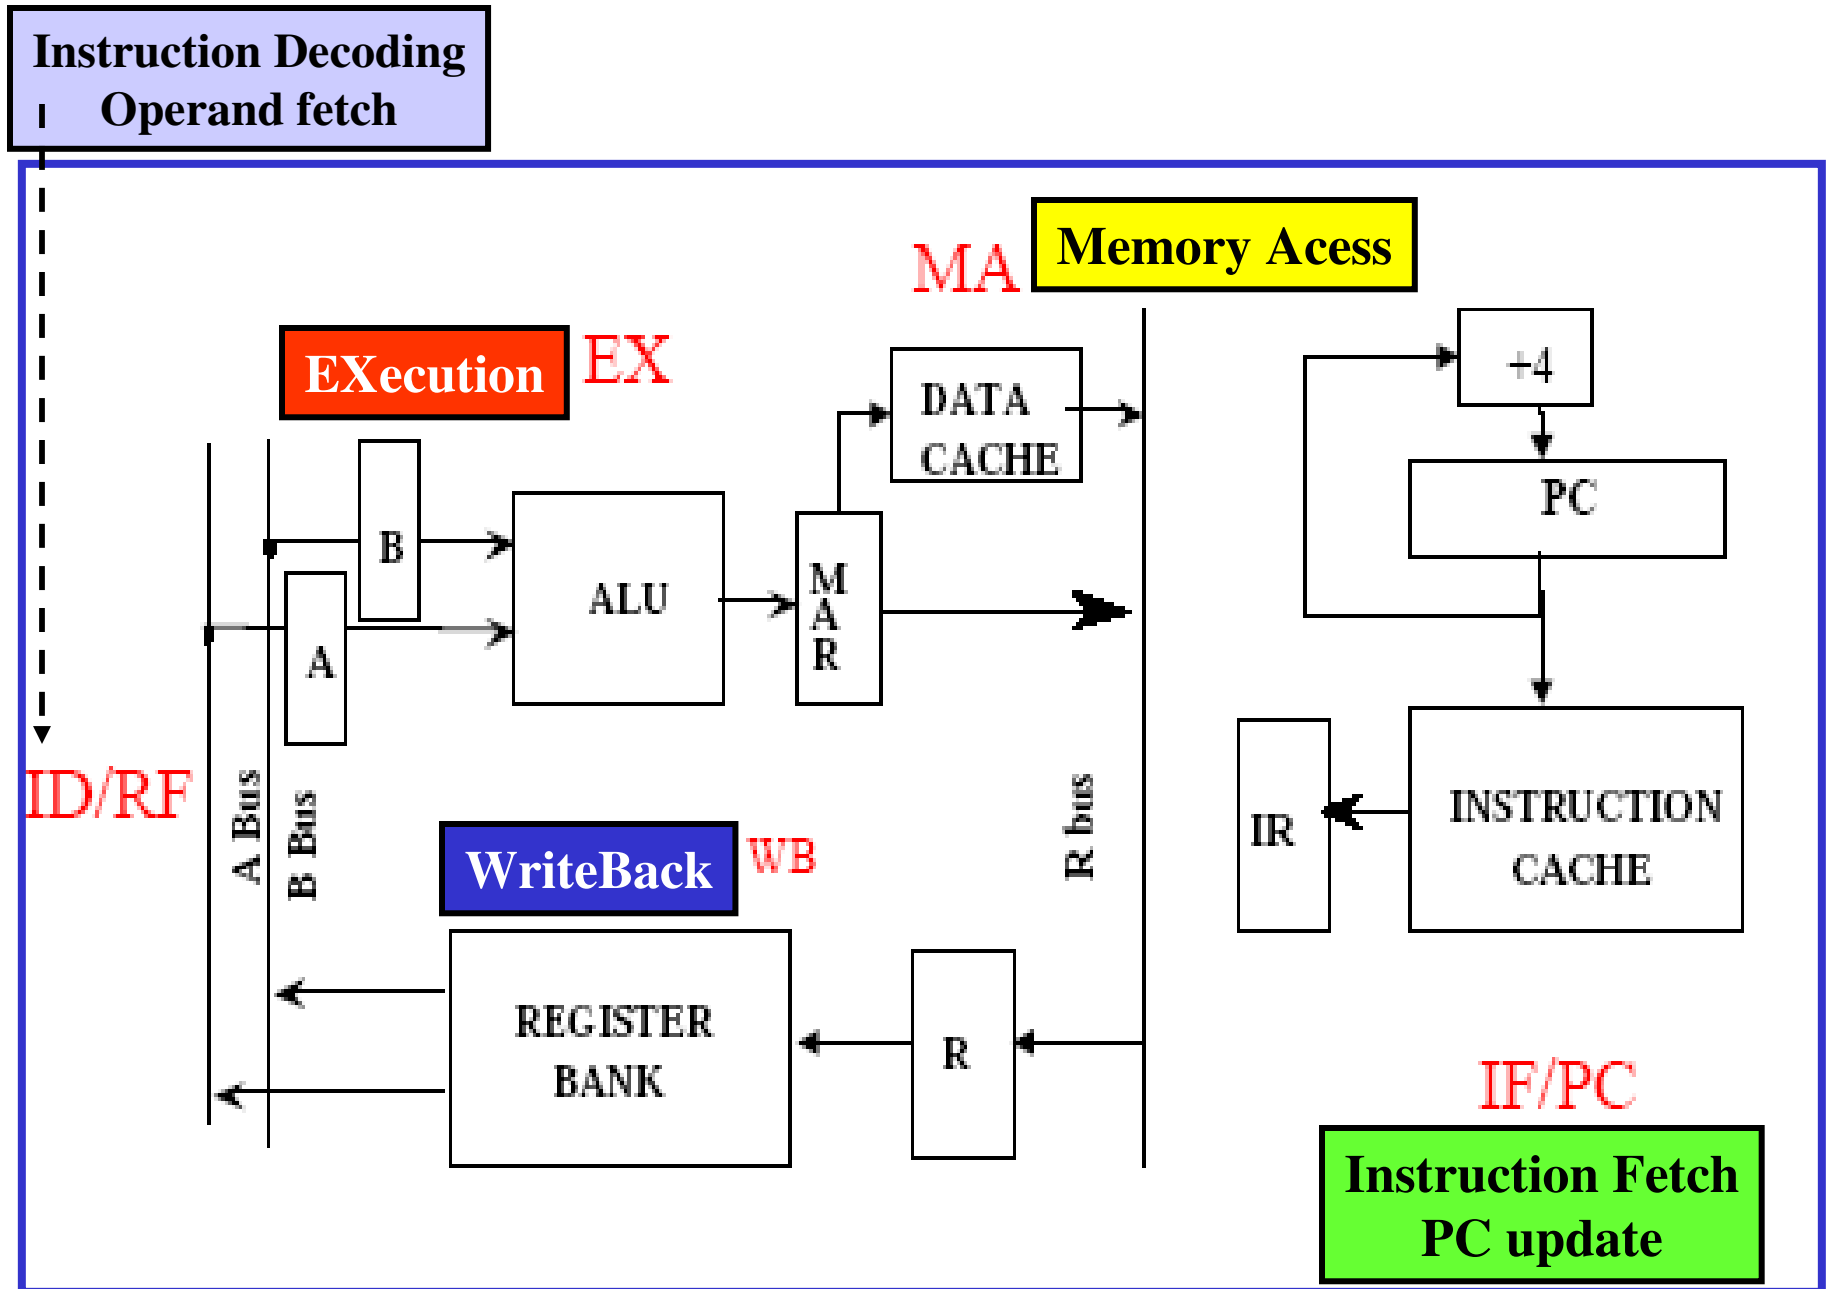 Instruction Decoding
Operand fetch
MA
Memory Acess
EXecution
EX
DATA
CACHE
+4
PC
B
A
ALU
M
A
R
ID/RF
A Bus
B Bus
R bus
IR
INSTRUCTION
CACHE
WriteBack
WB
REGISTER
BANK
R
IF/PC
Instruction Fetch
PC update